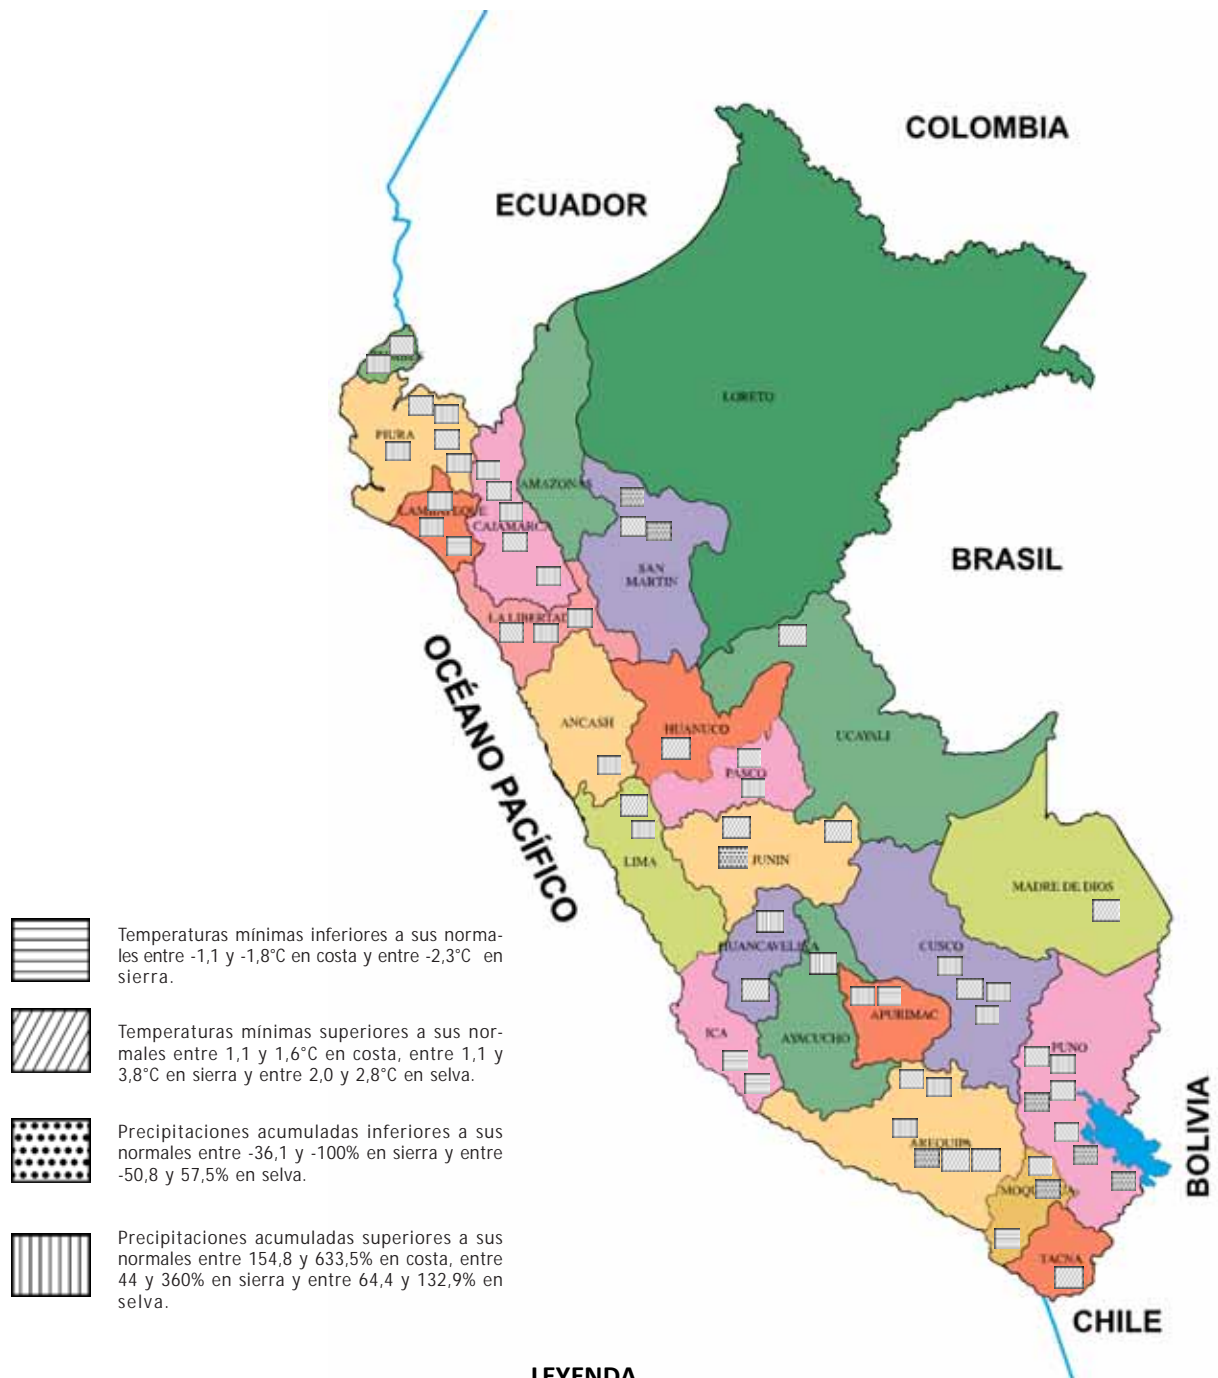 COLOMBIA
ECUADOR
LORETO
PIURA
AMAZONAS
LAMBAYEQUE
CAJAMARCA
BRASIL
SAN
MARTIN
LA LIBERTAD
OCÉANO PACÍFICO
ANCASH
HUANUCO
UCAYALI
PASCO
LIMA
JUNIN
MADRE DE DIOS
HUANCAVELICA
CUSCO
APURIMAC
ICA
AYACUCHO
PUNO
AREQUIPA
BOLIVIA
TACNA
CHILE
Temperaturas mínimas inferiores a sus norma-
les entre -1,1 y -1,8°C en costa y entre -2,3°C en
sierra.
Temperaturas mínimas superiores a sus nor-
males entre 1,1 y 1,6°C en costa, entre 1,1 y
3,8°C en sierra y entre 2,0 y 2,8°C en selva.
Precipitaciones acumuladas inferiores a sus
normales entre -36,1 y -100% en sierra y entre
-50,8 y 57,5% en selva.
Precipitaciones acumuladas superiores a sus
normales entre 154,8 y 633,5% en costa, entre
44 y 360% en sierra y entre 64,4 y 132,9% en
selva.
LEYENDA